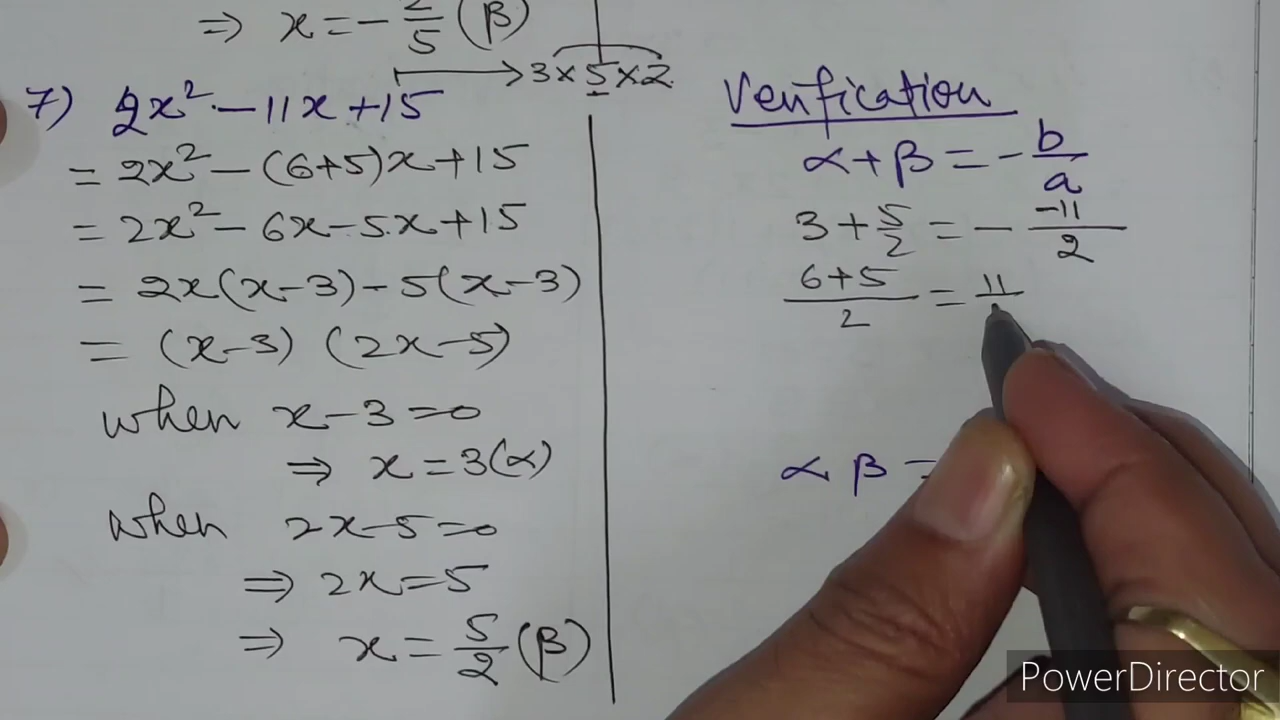 ⇒ x = - 2/5 (β)
→ 3 × 5 × 2
7) 2x² - 11x + 15
= 2x² - (6+5)x + 15
= 2x² - 6x - 5x + 15
= 2x(x-3) - 5(x-3)
= (x-3) (2x-5)
when x - 3 = 0
⇒ x = 3(α)
when 2x - 5 = 0
⇒ 2x = 5
⇒ x = 5/2 (β)
Verification
α + β = - b/a
3 + 5/2 = - -11/2
6+5/2 = 11/
α β =
PowerDirector